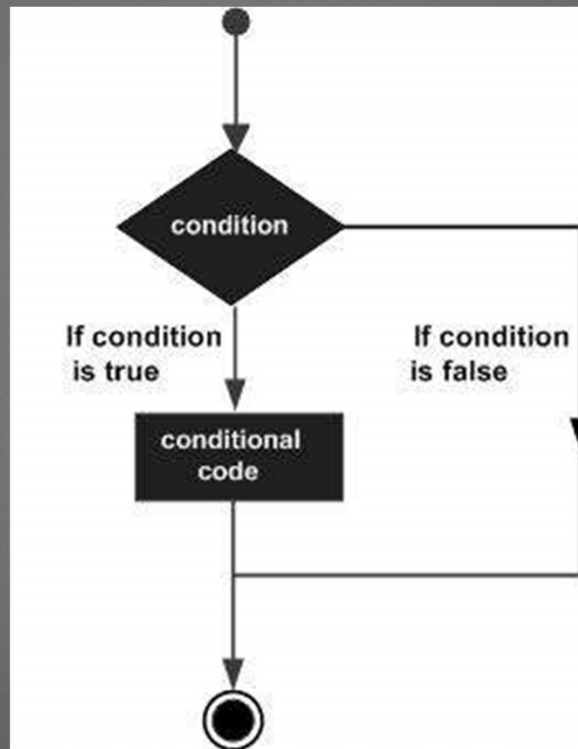 condition
If condition
is true
If condition
is false
conditional
code